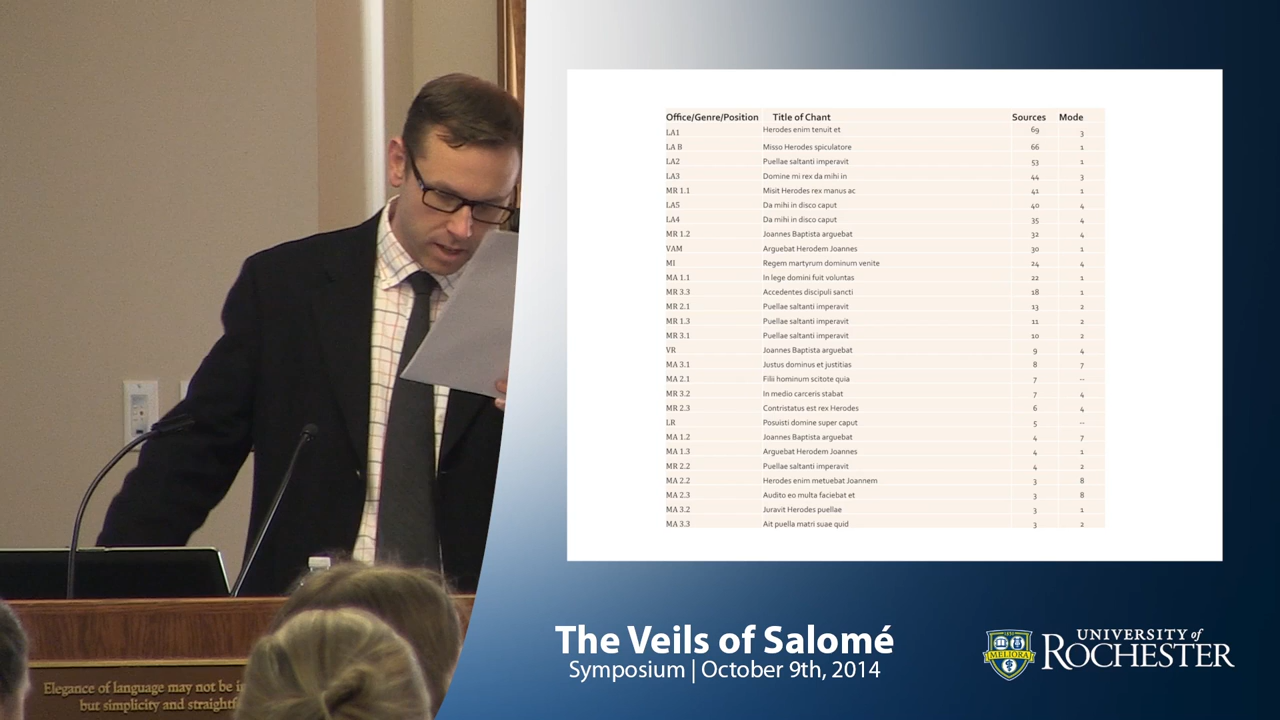 Office/Genre/Position Title of Chant Sources Mode
LA1 Herodes enim tenuit et 69 3
LA B Misso Herodes spiculatore 66 1
LA2 Puellae saltanti imperavit 53 1
LA3 Domine mi rex da mihi in 44 3
MR 1.1 Misit Herodes rex manus ac 41 1
LA5 Da mihi in disco caput 40 4
LA4 Da mihi in disco caput 35 4
MR 1.2 Joannes Baptista arguebat 32 4
VAM Arguebat Herodem Joannes 30 1
MI Regem martyrum dominum venite 24 4
MA 1.1 In lege domini fuit voluntas 22 1
MR 3.3 Accedentes discipuli sancti 18 1
MR 2.1 Puellae saltanti imperavit 13 2
MR 1.3 Puellae saltanti imperavit 11 2
MR 3.1 Puellae saltanti imperavit 10 2
VR Joannes Baptista arguebat 9 4
MA 3.1 Justus dominus et justitias 8 7
MA 2.1 Filii hominum scitote quia 7 --
MR 3.2 In medio carceris stabat 7 4
MR 2.3 Contristatus est rex Herodes 6 4
LR Posuisti domine super caput 5 --
MA 1.2 Joannes Baptista arguebat 4 7
MA 1.3 Arguebat Herodem Joannes 4 1
MR 2.2 Puellae saltanti imperavit 4 2
MA 2.2 Herodes enim metuebat Joannem 3 8
MA 2.3 Audito eo multa faciebat et 3 8
MA 3.2 Juravit Herodes puellae 3 1
MA 3.3 Ait puella matri suae quid 3 2
The Veils of Salomé
Symposium | October 9th, 2014
MELIORA
UNIVERSITY of
ROCHESTER
Elegance of language may not be
but simplicity and